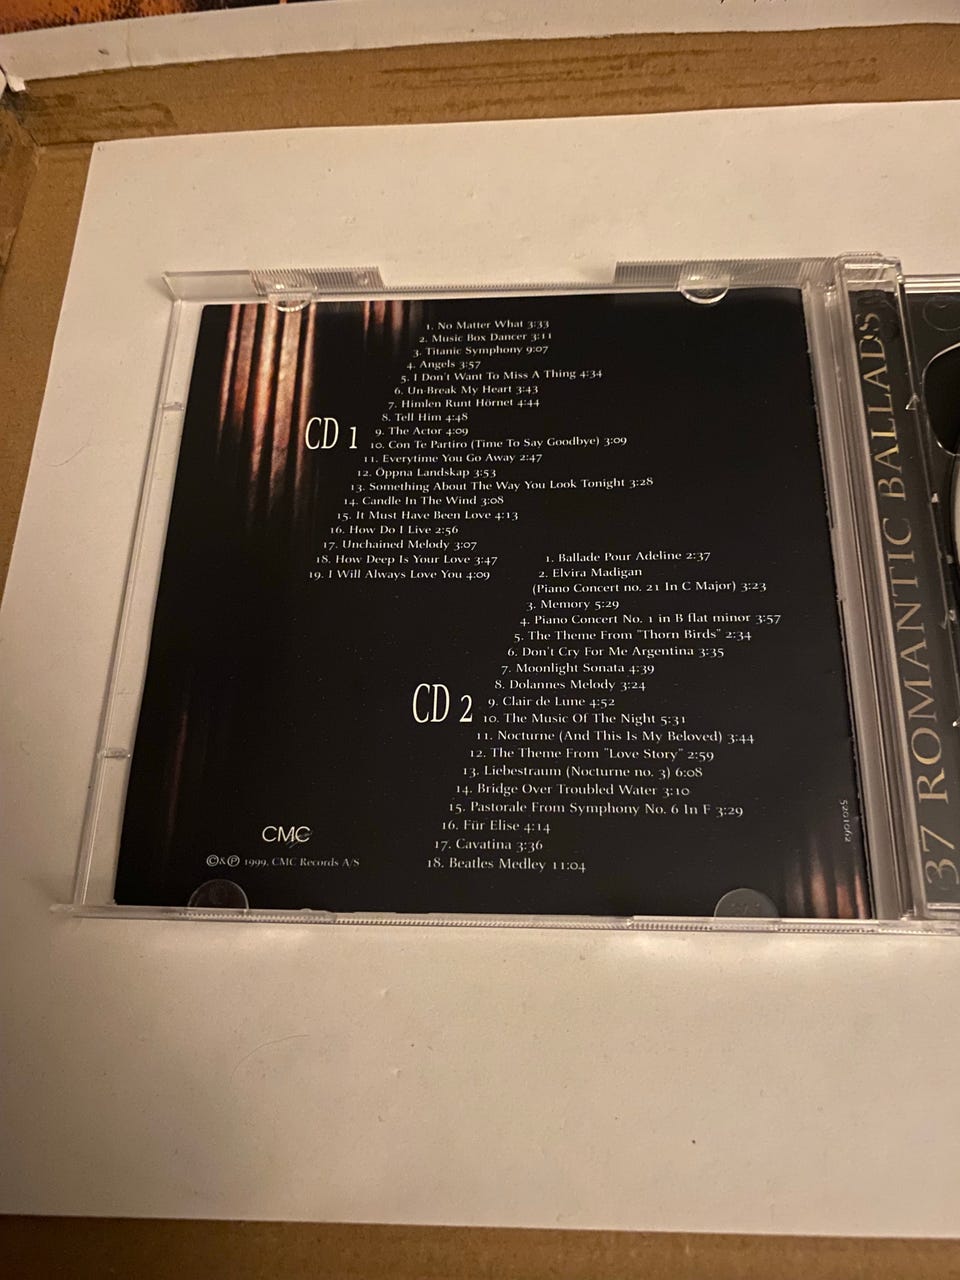 1. No Matter What 3:33
2. Music Box Dancer 3:11
3. Titanic Symphony 9:07
4. Angels 3:57
5. I Don't Want To Miss A Thing 4:34
6. Un-Break My Heart 3:43
7. Himlen Runt Hörnet 4:44
8. Tell Him 4:48
CD 1
9. The Actor 4:09
10. Con Te Partiro (Time To Say Goodbye) 3:09
11. Everytime You Go Away 2:47
12. Öppna Landskap 3:53
13. Something About The Way You Look Tonight 3:28
14. Candle In The Wind 3:08
15. It Must Have Been Love 4:13
16. How Do I Live 2:56
17. Unchained Melody 3:07
18. How Deep Is Your Love 3:47
19. I Will Always Love You 4:09
1. Ballade Pour Adeline 2:37
2. Elvira Madigan
(Piano Concert no. 21 In C Major) 3:23
3. Memory 5:29
4. Piano Concert No. 1 in B flat minor 3:57
5. The Theme From "Thorn Birds" 2:34
6. Don't Cry For Me Argentina 3:35
7. Moonlight Sonata 4:39
8. Dolannes Melody 3:24
CD 2
9. Clair de Lune 4:52
10. The Music Of The Night 5:31
11. Nocturne (And This Is My Beloved) 3:44
12. The Theme From "Love Story" 2:59
13. Liebestraum (Nocturne no. 3) 6:08
14. Bridge Over Troubled Water 3:10
15. Pastorale From Symphony No. 6 In F 3:29
16. Für Elise 4:14
17. Cavatina 3:36
18. Beatles Medley 11:04
CMC
©&℗ 1999, CMC Records A/S
5201062
37 ROMANTIC BALLADS